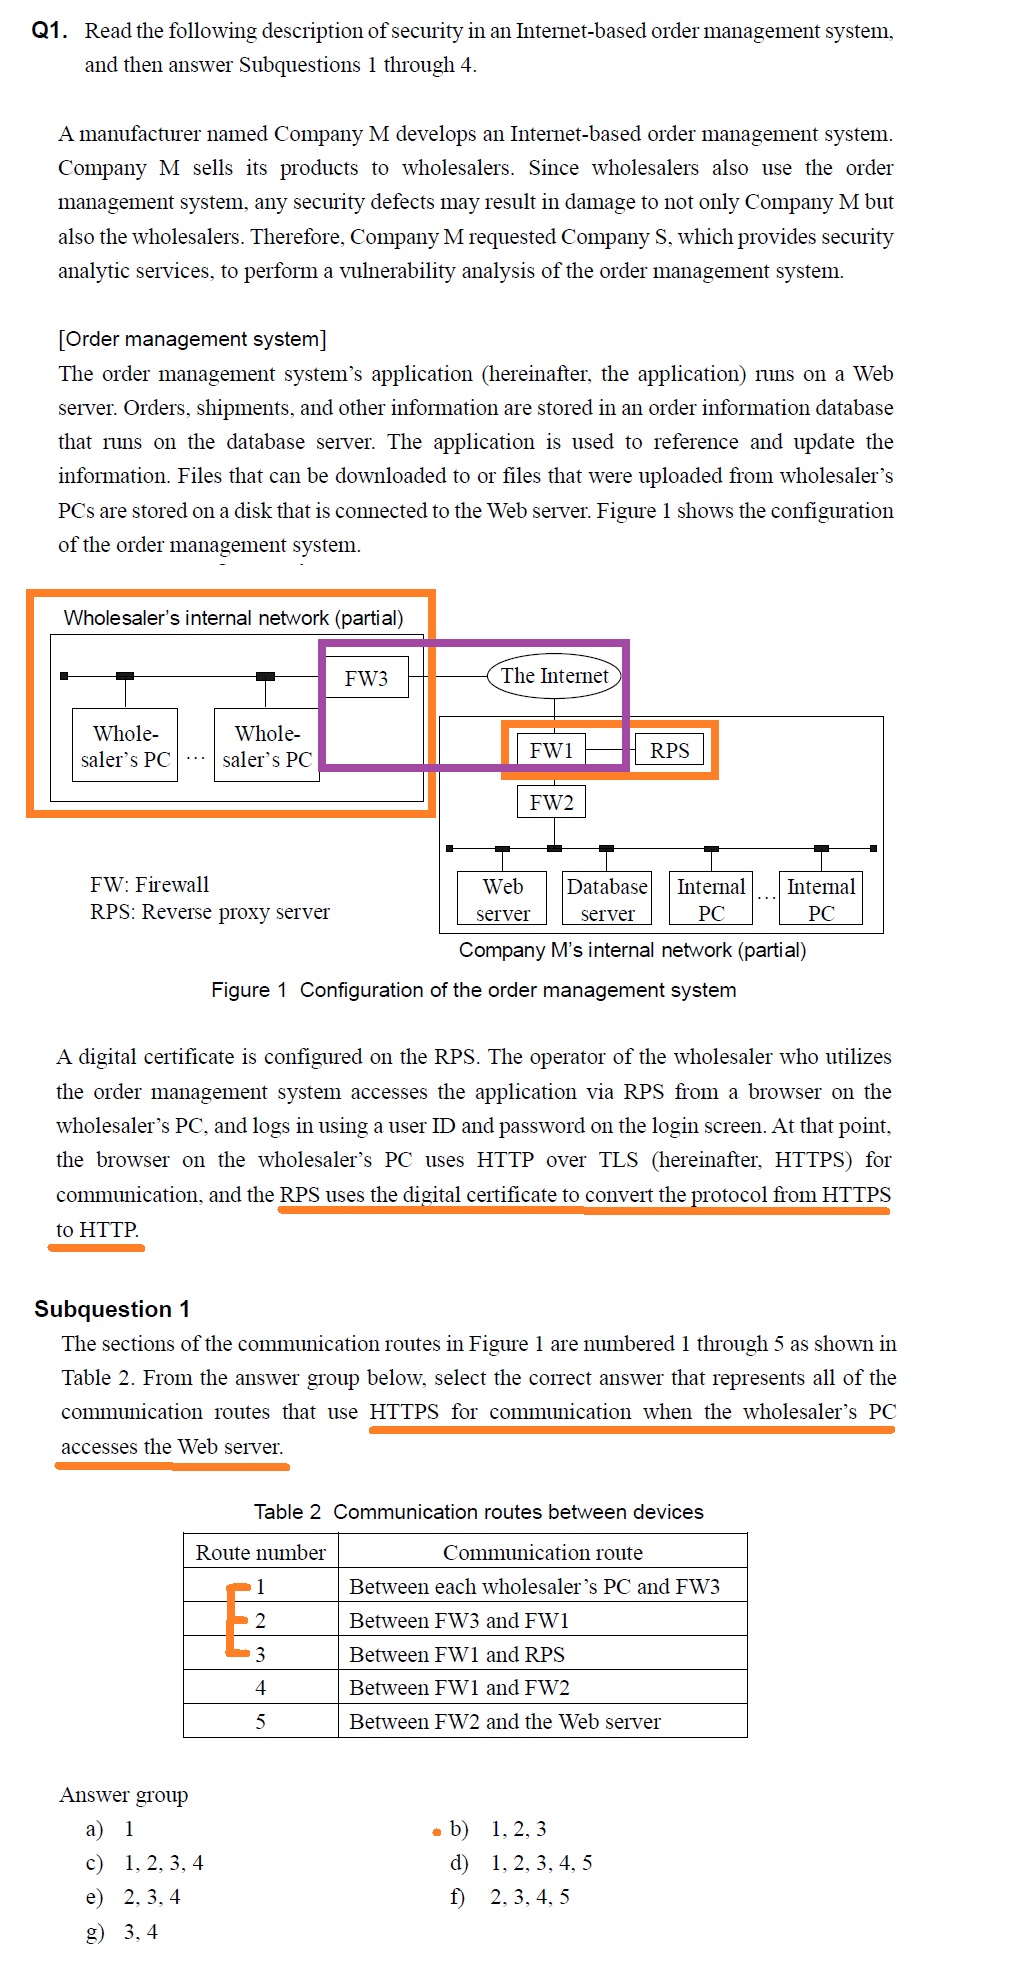 Q1. Read the following description of security in an Internet-based order management system,
and then answer Subquestions 1 through 4.
A manufacturer named Company M develops an Internet-based order management system.
Company M sells its products to wholesalers. Since wholesalers also use the order
management system, any security defects may result in damage to not only Company M but
also the wholesalers. Therefore, Company M requested Company S, which provides security
analytic services, to perform a vulnerability analysis of the order management system.
[Order management system]
The order management system's application (hereinafter, the application) runs on a Web
server. Orders, shipments, and other information are stored in an order information database
that runs on the database server. The application is used to reference and update the
information. Files that can be downloaded to or files that were uploaded from wholesaler's
PCs are stored on a disk that is connected to the Web server. Figure 1 shows the configuration
of the order management system.
Wholesaler's internal network (partial)
FW3
The Internet
Whole-
saler's PC
...
Whole-
saler's PC
FW1
RPS
FW2
FW: Firewall
RPS: Reverse proxy server
Web
server
Database
server
Internal
PC
...
Internal
PC
Company M's internal network (partial)
Figure 1 Configuration of the order management system
A digital certificate is configured on the RPS. The operator of the wholesaler who utilizes
the order management system accesses the application via RPS from a browser on the
wholesaler's PC, and logs in using a user ID and password on the login screen. At that point,
the browser on the wholesaler's PC uses HTTP over TLS (hereinafter, HTTPS) for
communication, and the RPS uses the digital certificate to convert the protocol from HTTPS
to HTTP.
Subquestion 1
The sections of the communication routes in Figure 1 are numbered 1 through 5 as shown in
Table 2. From the answer group below, select the correct answer that represents all of the
communication routes that use HTTPS for communication when the wholesaler's PC
accesses the Web server.
Table 2 Communication routes between devices
Route number Communication route
1 Between each wholesaler's PC and FW3
2 Between FW3 and FW1
3 Between FW1 and RPS
4 Between FW1 and FW2
5 Between FW2 and the Web server
Answer group
a) 1 b) 1, 2, 3
c) 1, 2, 3, 4 d) 1, 2, 3, 4, 5
e) 2, 3, 4 f) 2, 3, 4, 5
g) 3, 4